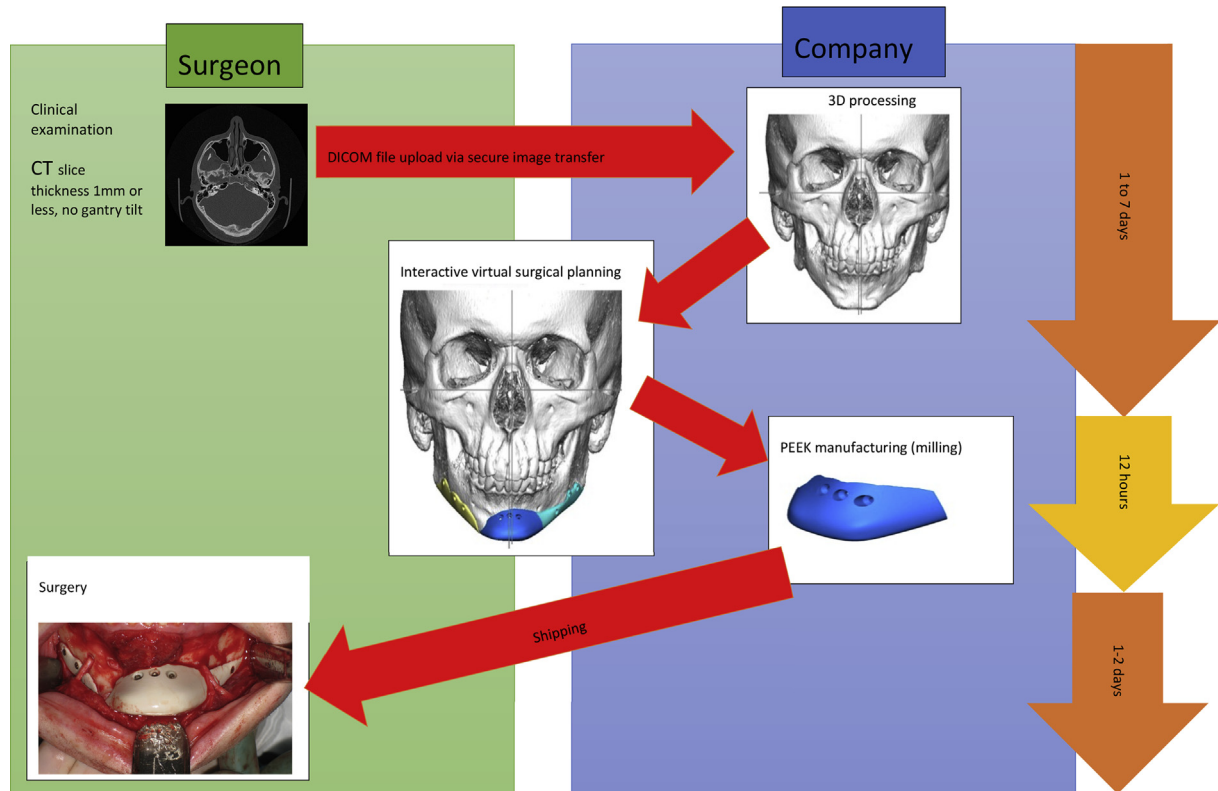 Surgeon
Company
Clinical
examination
CT slice
thickness 1mm or
less, no gantry tilt
DICOM file upload via secure image transfer
3D processing
1 to 7 days
Interactive virtual surgical planning
PEEK manufacturing (milling)
12 hours
Surgery
Shipping
1-2 days